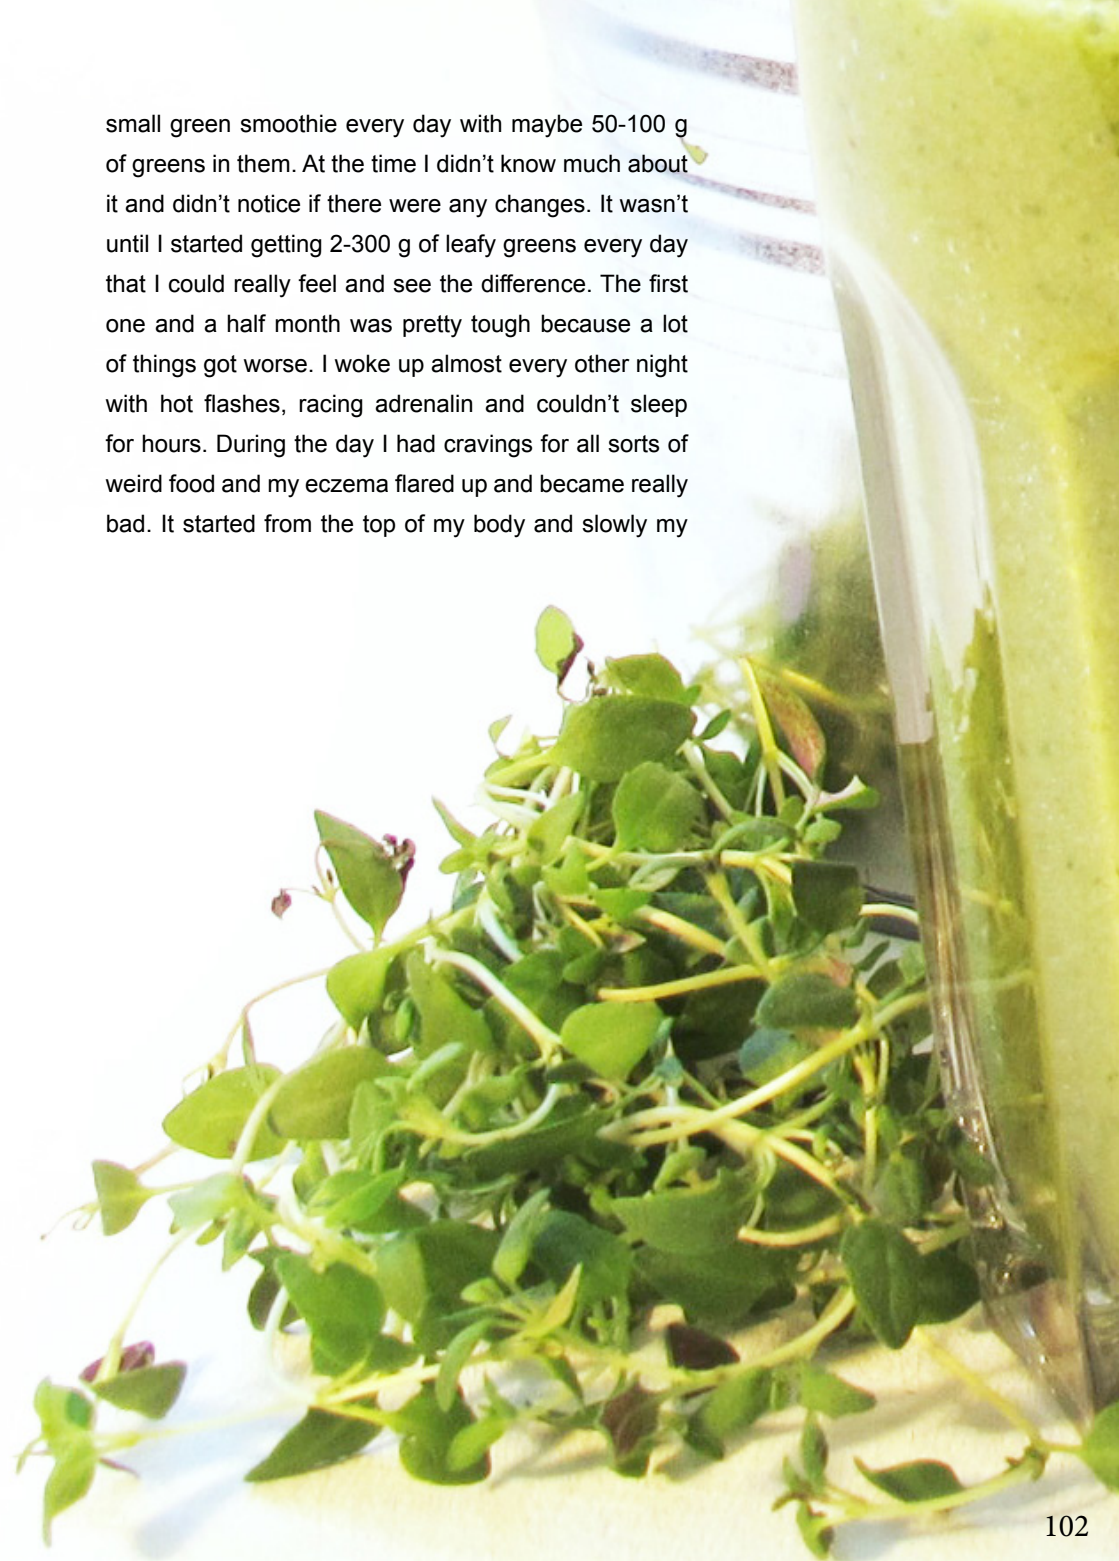 small green smoothie every day with maybe 50-100 g
of greens in them. At the time I didn’t know much about
it and didn’t notice if there were any changes. It wasn’t
until I started getting 2-300 g of leafy greens every day
that I could really feel and see the difference. The first
one and a half month was pretty tough because a lot
of things got worse. I woke up almost every other night
with hot flashes, racing adrenalin and couldn’t sleep
for hours. During the day I had cravings for all sorts of
weird food and my eczema flared up and became really
bad. It started from the top of my body and slowly my
102